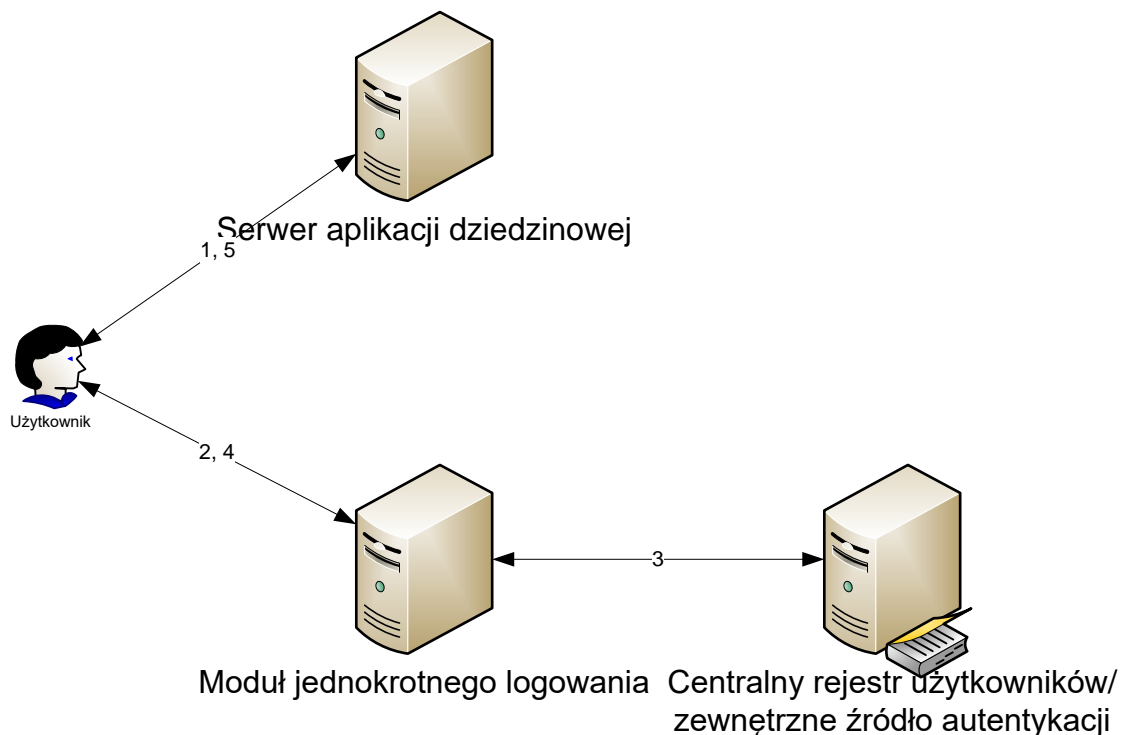 Serwer aplikacji dziedzinowej
1, 5
Użytkownik
2, 4
3
Moduł jednokrotnego logowania
Centralny rejestr użytkowników/
zewnętrzne źródło autentykacji